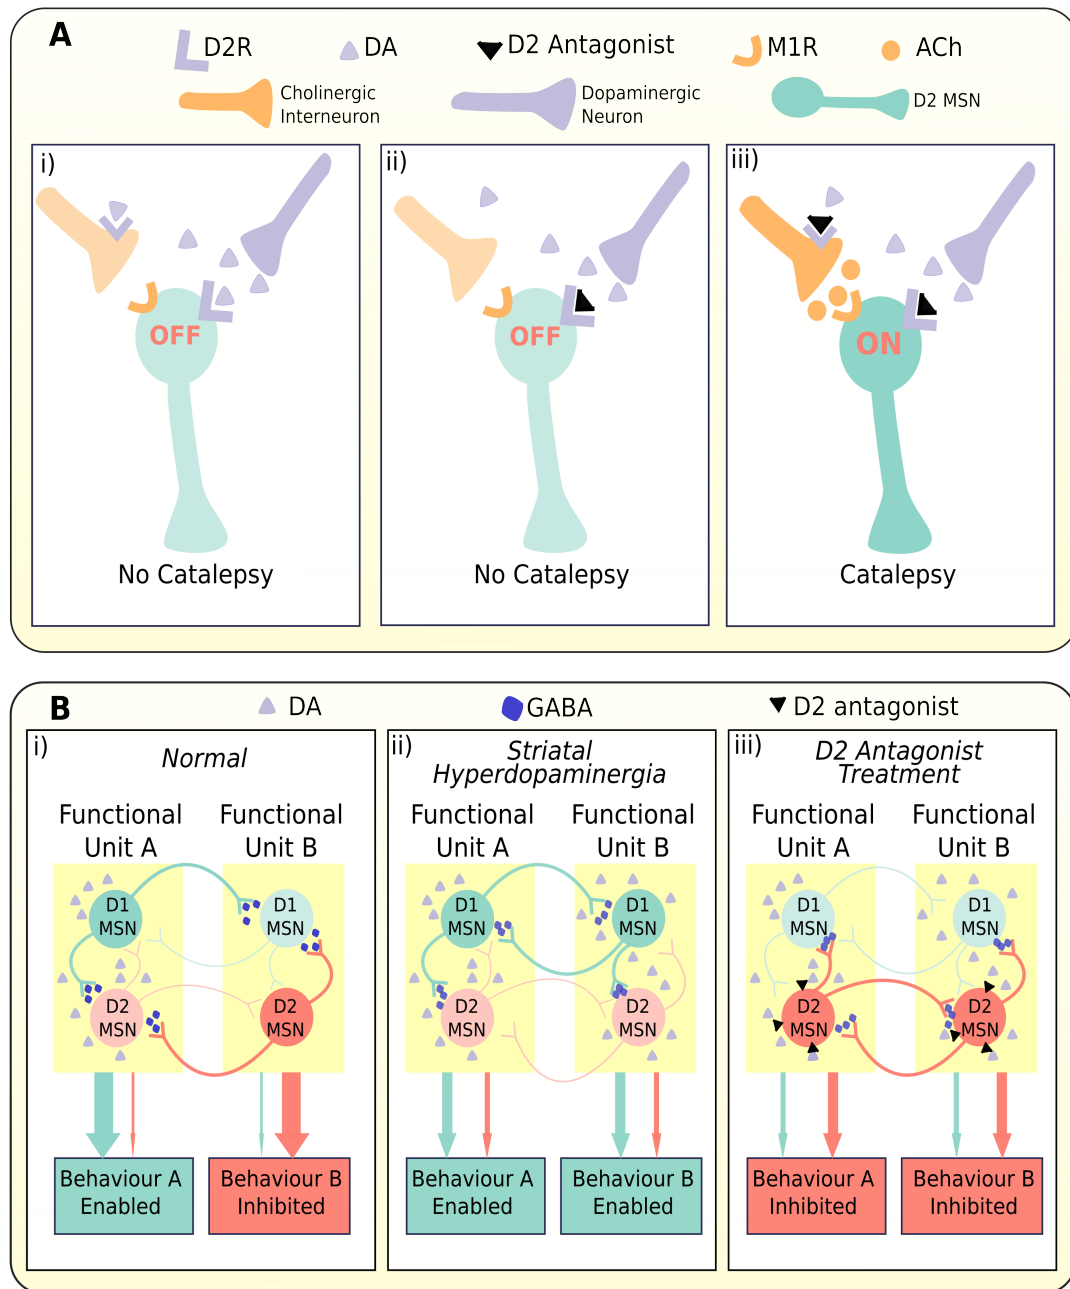 A
D2R
DA
D2 Antagonist
M1R
ACh
Cholinergic
Interneuron
Dopaminergic
Neuron
D2 MSN
i)
OFF
No Catalepsy
ii)
OFF
No Catalepsy
iii)
ON
Catalepsy
B
DA
GABA
D2 antagonist
i)
Normal
Functional
Unit A
Functional
Unit B
D1
MSN
D1
MSN
D2
MSN
D2
MSN
Behaviour A
Enabled
Behaviour B
Inhibited
ii)
Striatal
Hyperdopaminergia
Functional
Unit A
Functional
Unit B
D1
MSN
D1
MSN
D2
MSN
D2
MSN
Behaviour A
Enabled
Behaviour B
Enabled
iii)
D2 Antagonist
Treatment
Functional
Unit A
Functional
Unit B
D1
MSN
D1
MSN
D2
MSN
D2
MSN
Behaviour A
Inhibited
Behaviour B
Inhibited